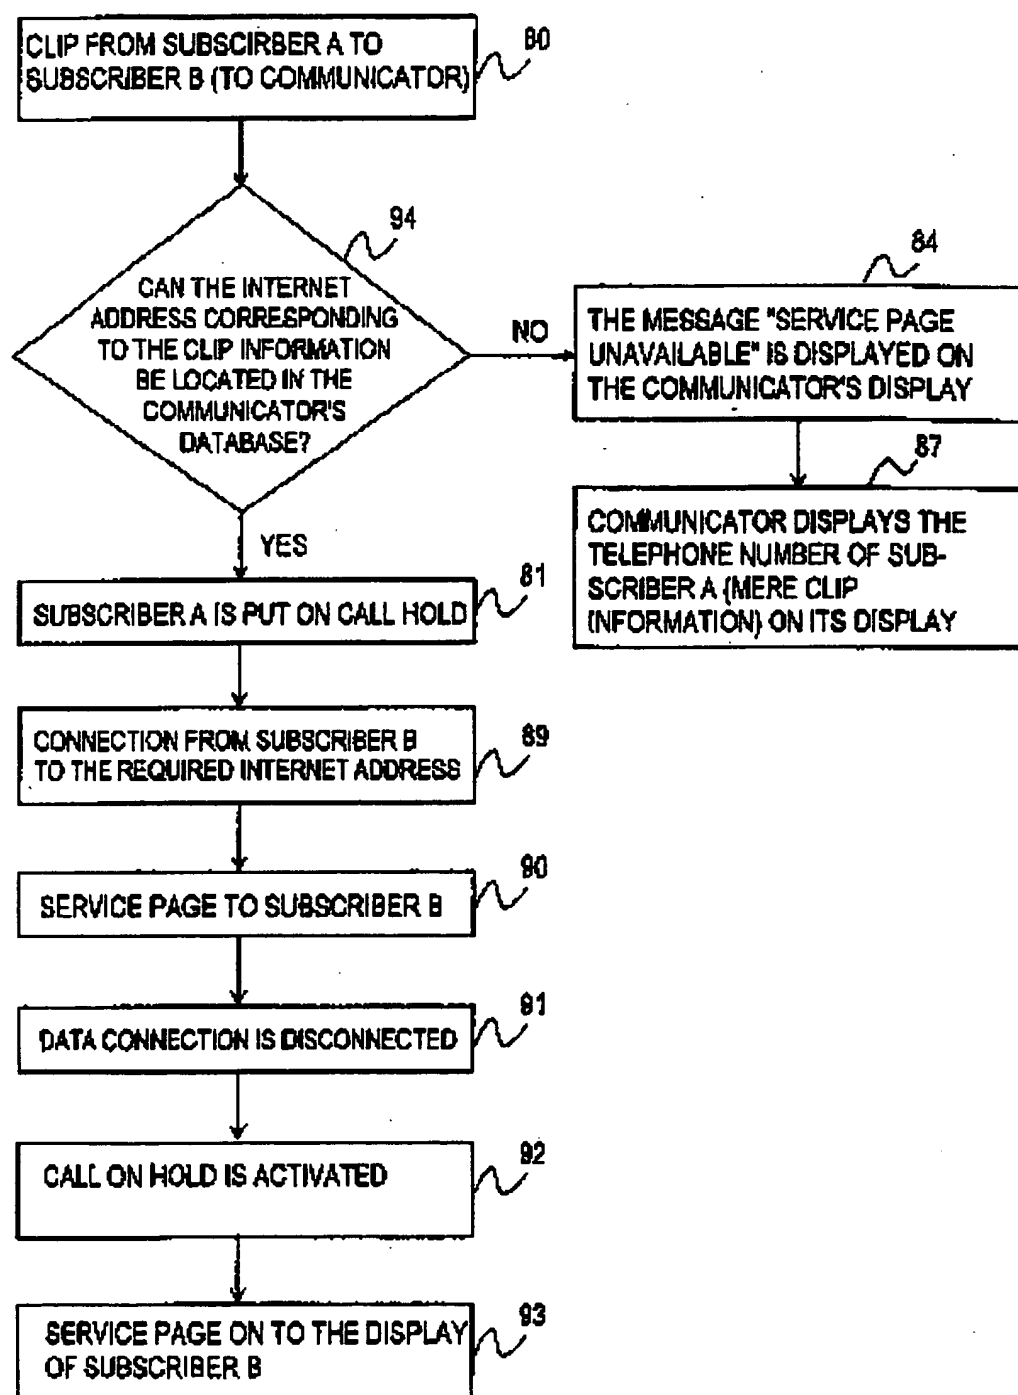 CLIP FROM SUBSCIRBER A TO
SUBSCRIBER B (TO COMMUNICATOR)
80
94
CAN THE INTERNET
ADDRESS CORRESPONDING
TO THE CLIP INFORMATION
BE LOCATED IN THE
COMMUNICATOR'S
DATABASE?
NO
84
THE MESSAGE "SERVICE PAGE
UNAVAILABLE" IS DISPLAYED ON
THE COMMUNICATOR'S DISPLAY
87
COMMUNICATOR DISPLAYS THE
TELEPHONE NUMBER OF SUB-
SCRIBER A (MERE CLIP
INFORMATION) ON ITS DISPLAY
YES
SUBSCRIBER A IS PUT ON CALL HOLD
81
CONNECTION FROM SUBSCRIBER B
TO THE REQUIRED INTERNET ADDRESS
89
SERVICE PAGE TO SUBSCRIBER B
90
DATA CONNECTION IS DISCONNECTED
91
CALL ON HOLD IS ACTIVATED
92
SERVICE PAGE ON TO THE DISPLAY
OF SUBSCRIBER B
93